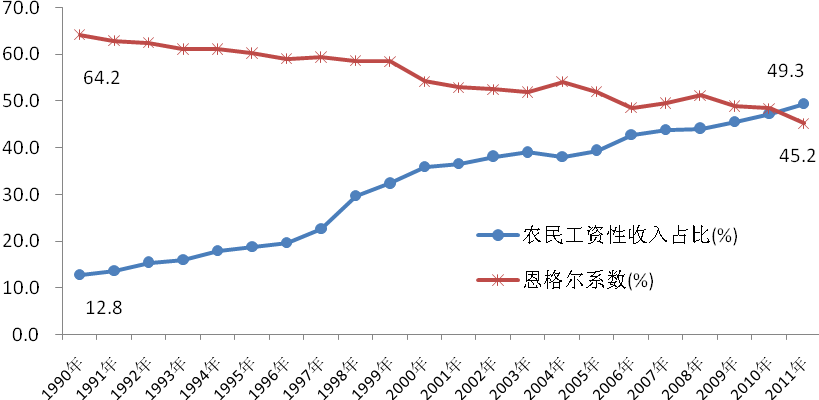 70.0
60.0
50.0
40.0
30.0
20.0
10.0
0.0
64.2
49.3
45.2
12.8
农民工资性收入占比(%)
恩格尔系数(%)
1990年
1991年
1992年
1993年
1994年
1995年
1996年
1997年
1998年
1999年
2000年
2001年
2002年
2003年
2004年
2005年
2006年
2007年
2008年
2009年
2010年
2011年